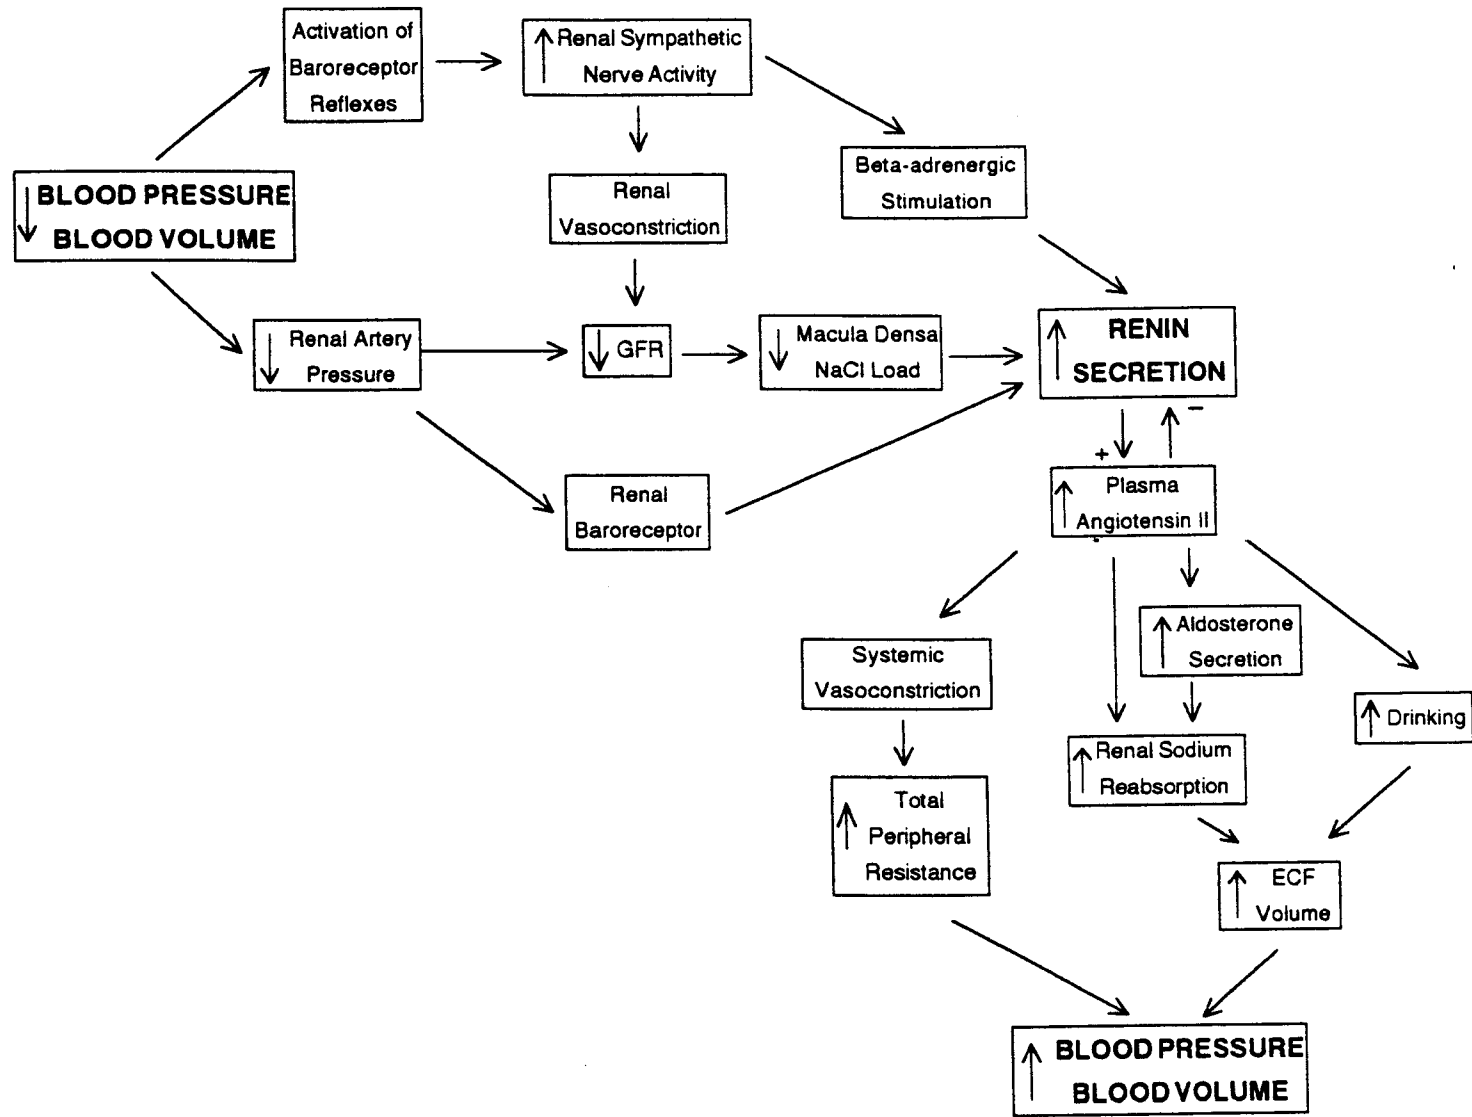 Activation of
Baroreceptor
Reflexes
Renal Sympathetic
Nerve Activity
BLOOD PRESSURE
BLOOD VOLUME
Renal
Vasoconstriction
Beta-adrenergic
Stimulation
Renal Artery
Pressure
GFR
Macula Densa
NaCl Load
RENIN
SECRETION
+
−
Renal
Baroreceptor
Plasma
Angiotensin II
Systemic
Vasoconstriction
Aldosterone
Secretion
Drinking
Renal Sodium
Reabsorption
Total
Peripheral
Resistance
ECF
Volume
BLOOD PRESSURE
BLOOD VOLUME